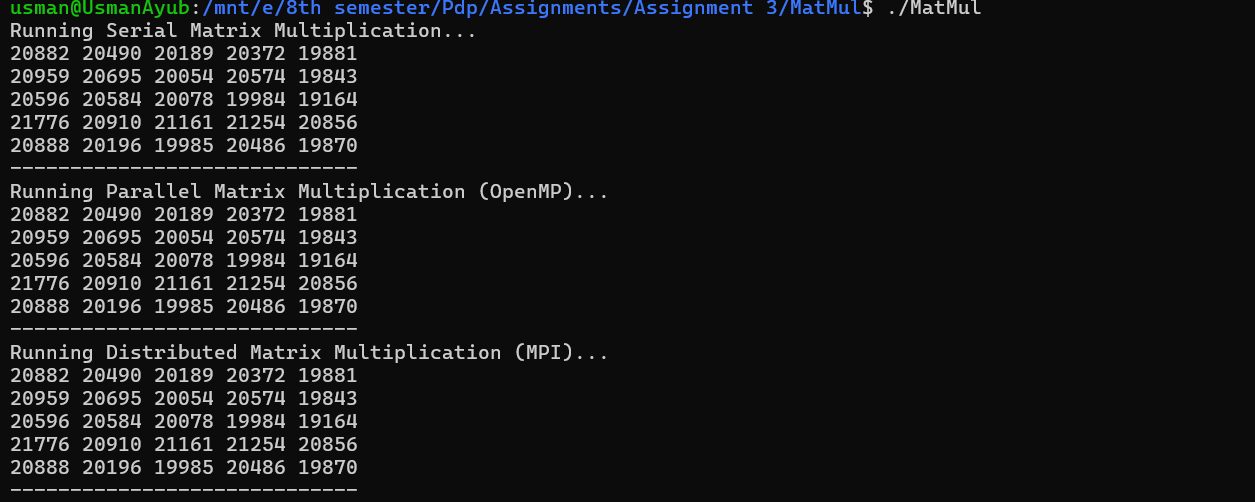 usman@UsmanAyub:/mnt/e/8th semester/Pdp/Assignments/Assignment 3/MatMul$ ./MatMul
Running Serial Matrix Multiplication...
20882 20490 20189 20372 19881
20959 20695 20054 20574 19843
20596 20584 20078 19984 19164
21776 20910 21161 21254 20856
20888 20196 19985 20486 19870
-----------------------------
Running Parallel Matrix Multiplication (OpenMP)...
20882 20490 20189 20372 19881
20959 20695 20054 20574 19843
20596 20584 20078 19984 19164
21776 20910 21161 21254 20856
20888 20196 19985 20486 19870
-----------------------------
Running Distributed Matrix Multiplication (MPI)...
20882 20490 20189 20372 19881
20959 20695 20054 20574 19843
20596 20584 20078 19984 19164
21776 20910 21161 21254 20856
20888 20196 19985 20486 19870
-----------------------------